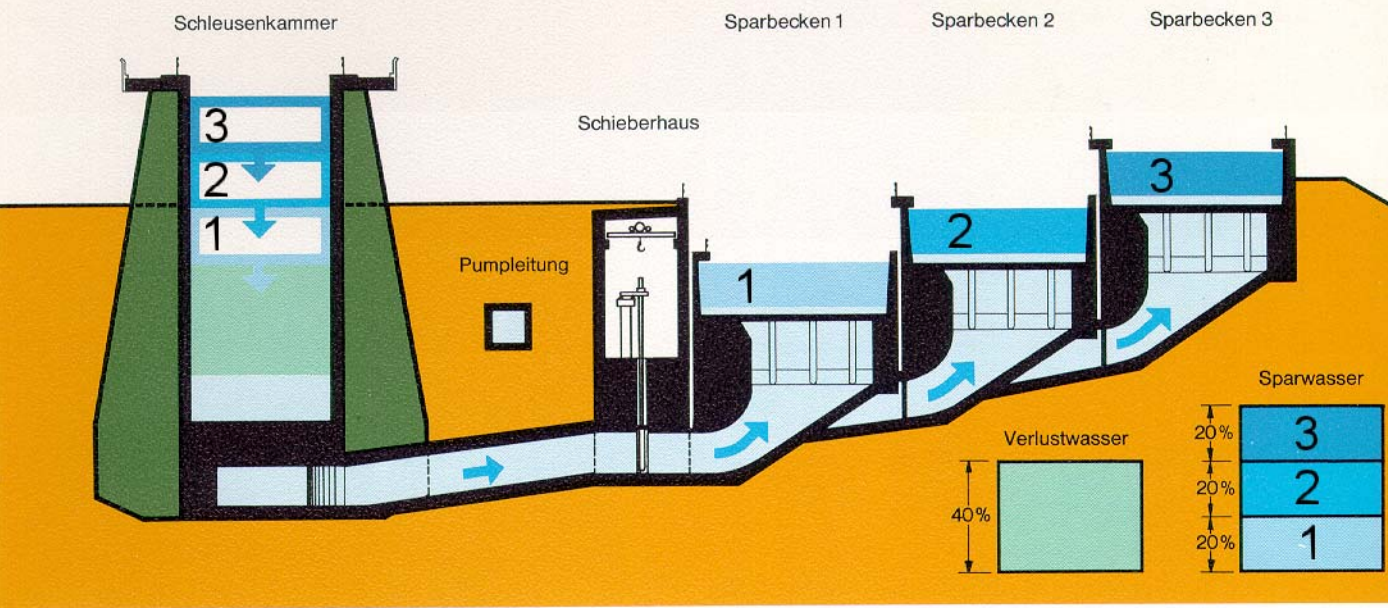 Schleusenkammer
Sparbecken 1
Sparbecken 2
Sparbecken 3
Schieberhaus
Pumpleitung
3
2
1
1
2
3
Verlustwasser
40%
Sparwasser
20%
3
20%
2
20%
1